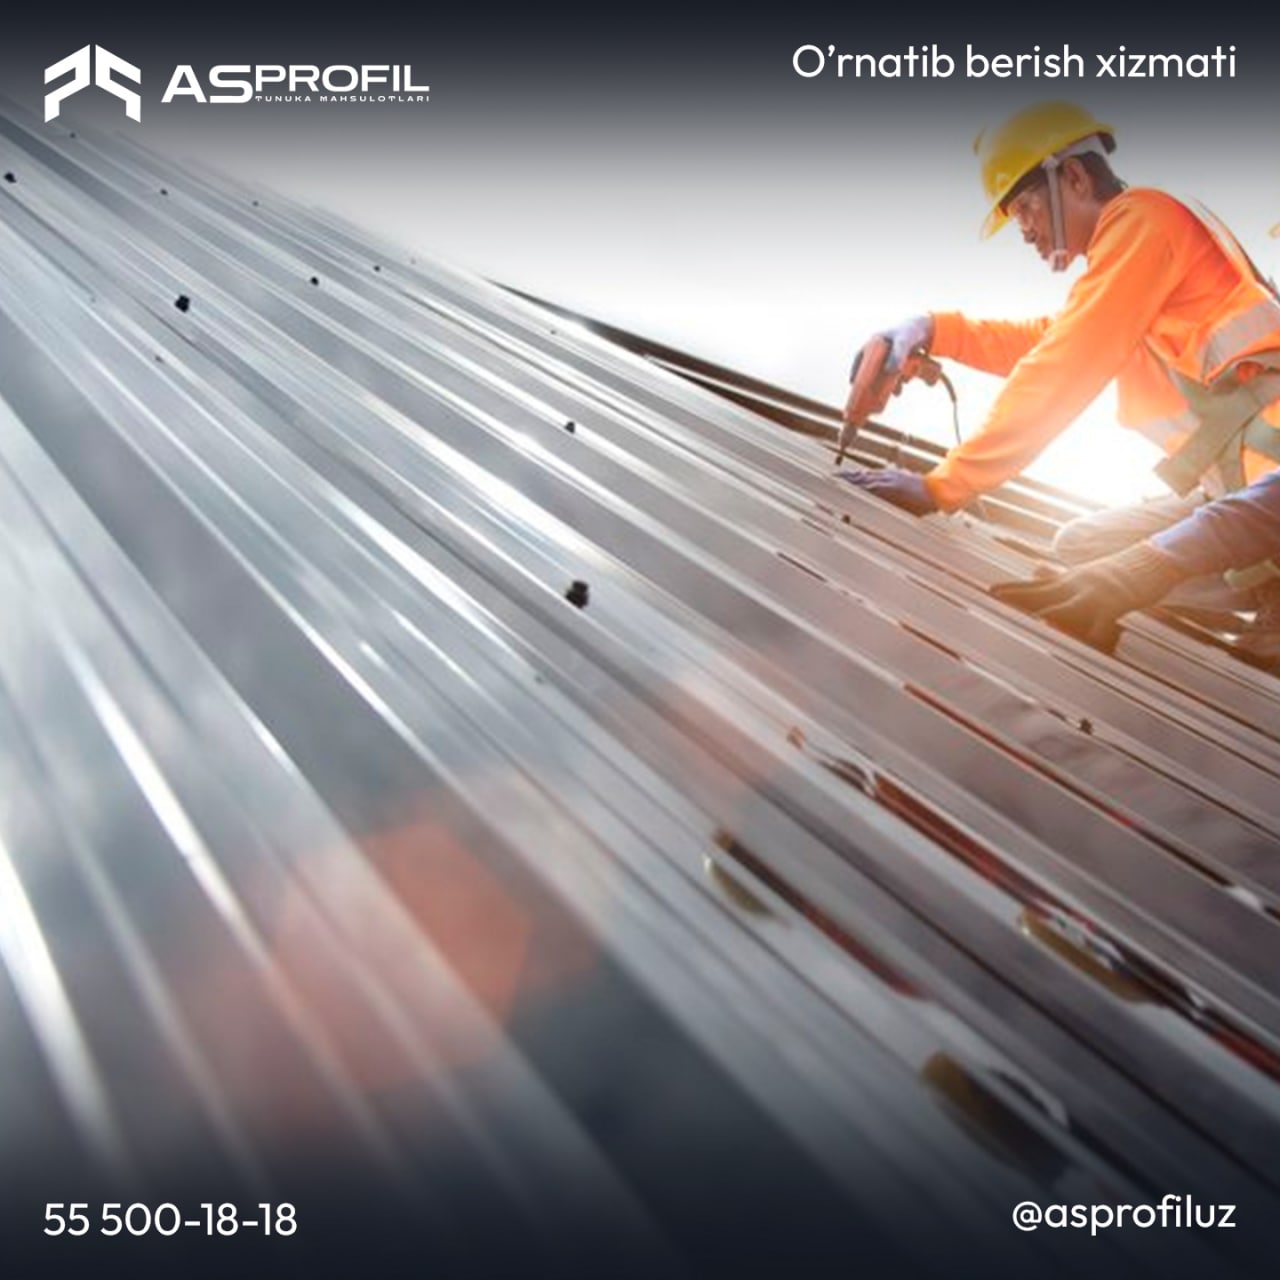 ASPROFIL
TUNUKA MAHSULOTLARI
O’rnatib berish xizmati
55 500-18-18
@asprofiluz